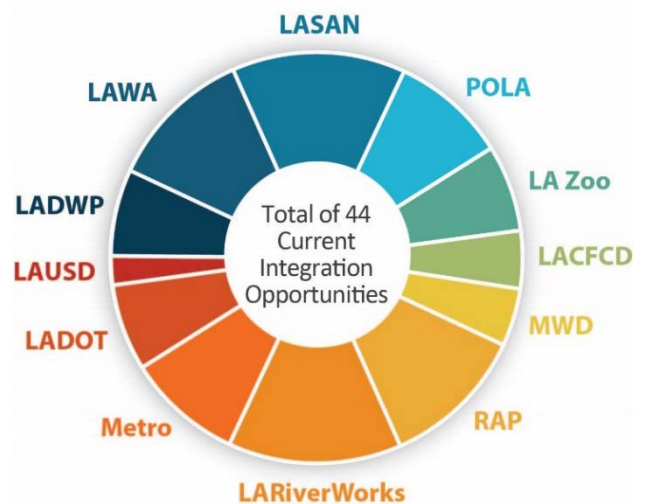 LASAN
POLA
LA Zoo
LACFCD
MWD
RAP
LARiverWorks
Metro
LADOT
LAUSD
LADWP
LAWA
Total of 44
Current
Integration
Opportunities